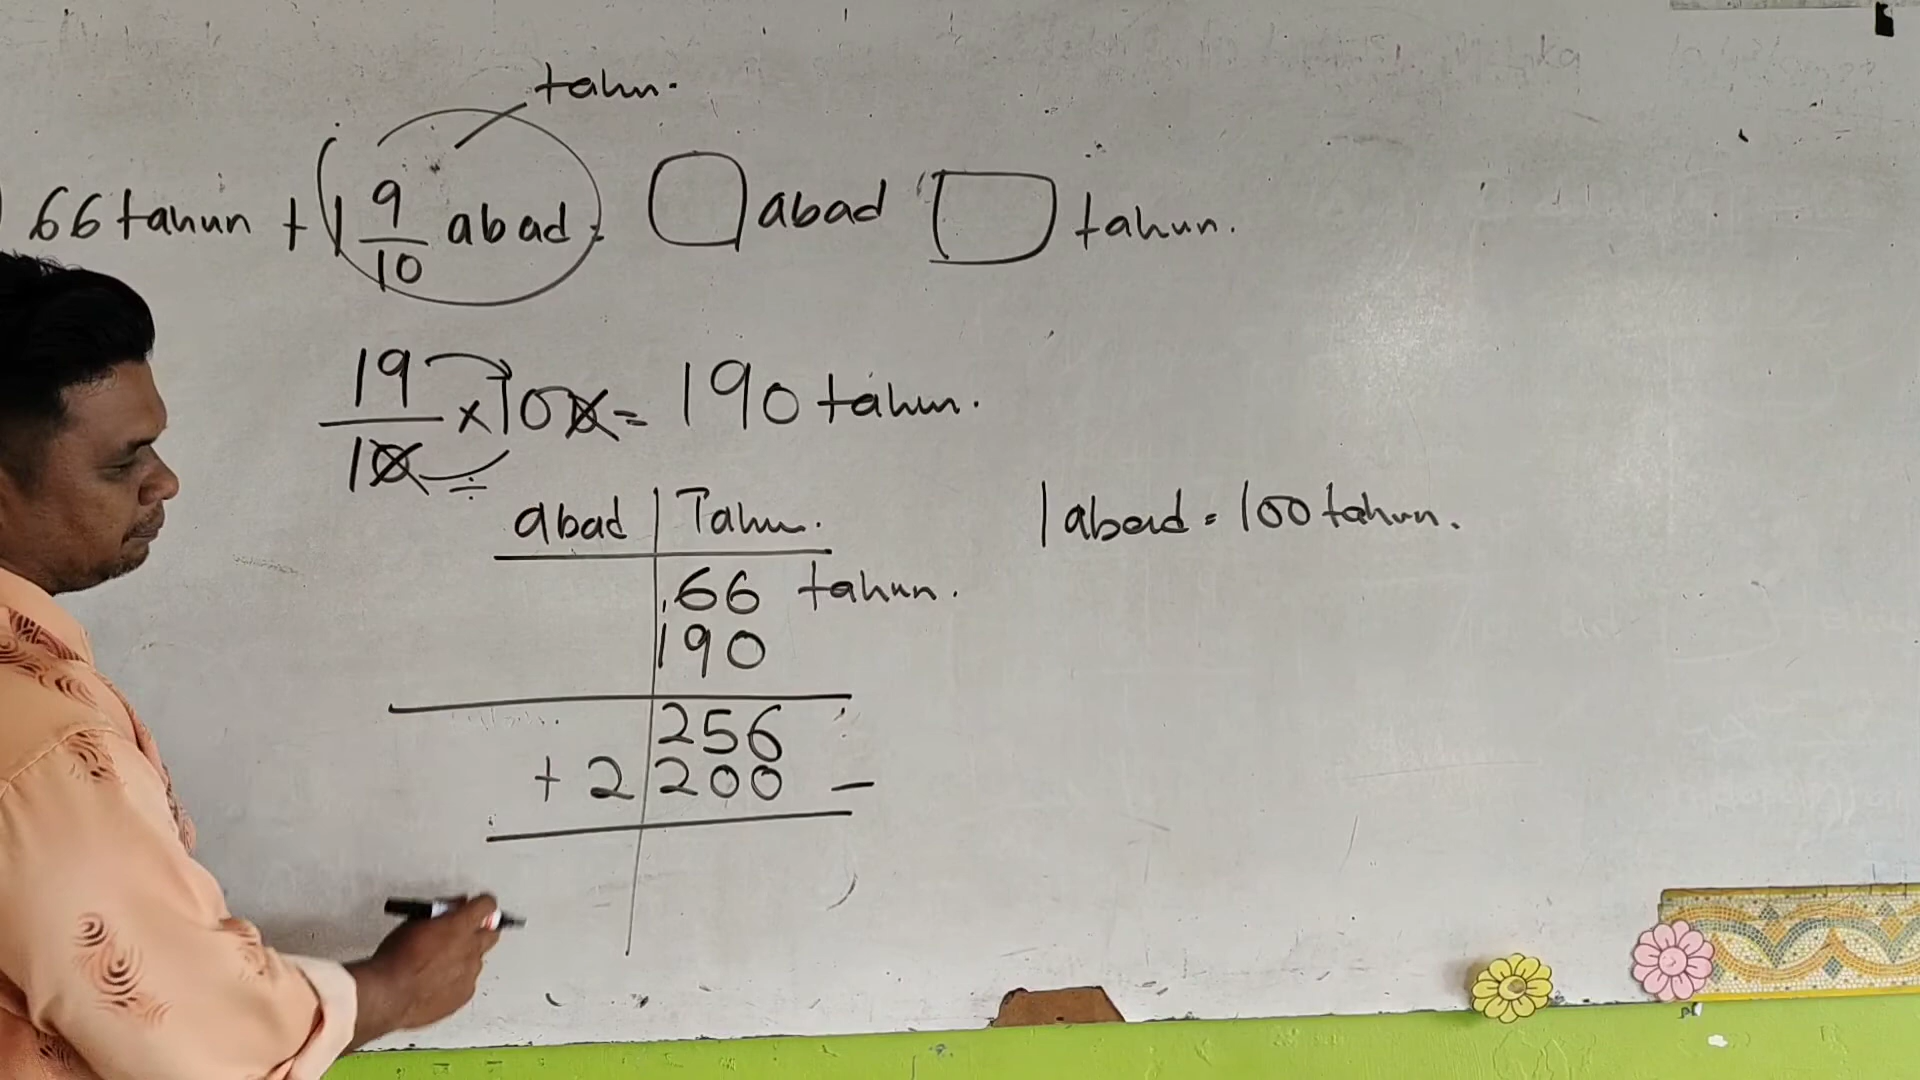 tahun.
66 tahun + 1 9/10 abad = abad tahun.
19/10 x 100 = 190 tahun.
÷
abad | Tahun.
1 abad = 100 tahun.
66 tahun.
190
256
+ 2 | 200 -